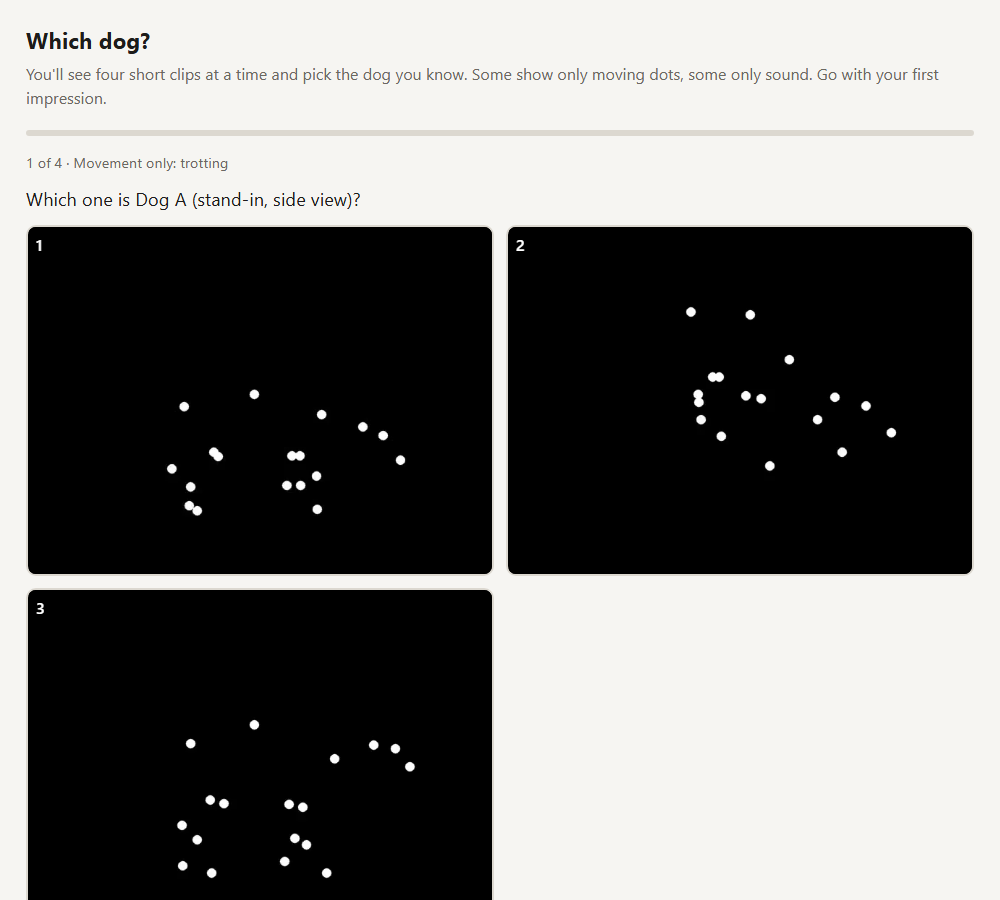 Which dog?
You'll see four short clips at a time and pick the dog you know. Some show only moving dots, some only sound. Go with your first
impression.
1 of 4 · Movement only: trotting
Which one is Dog A (stand-in, side view)?
1
2
3